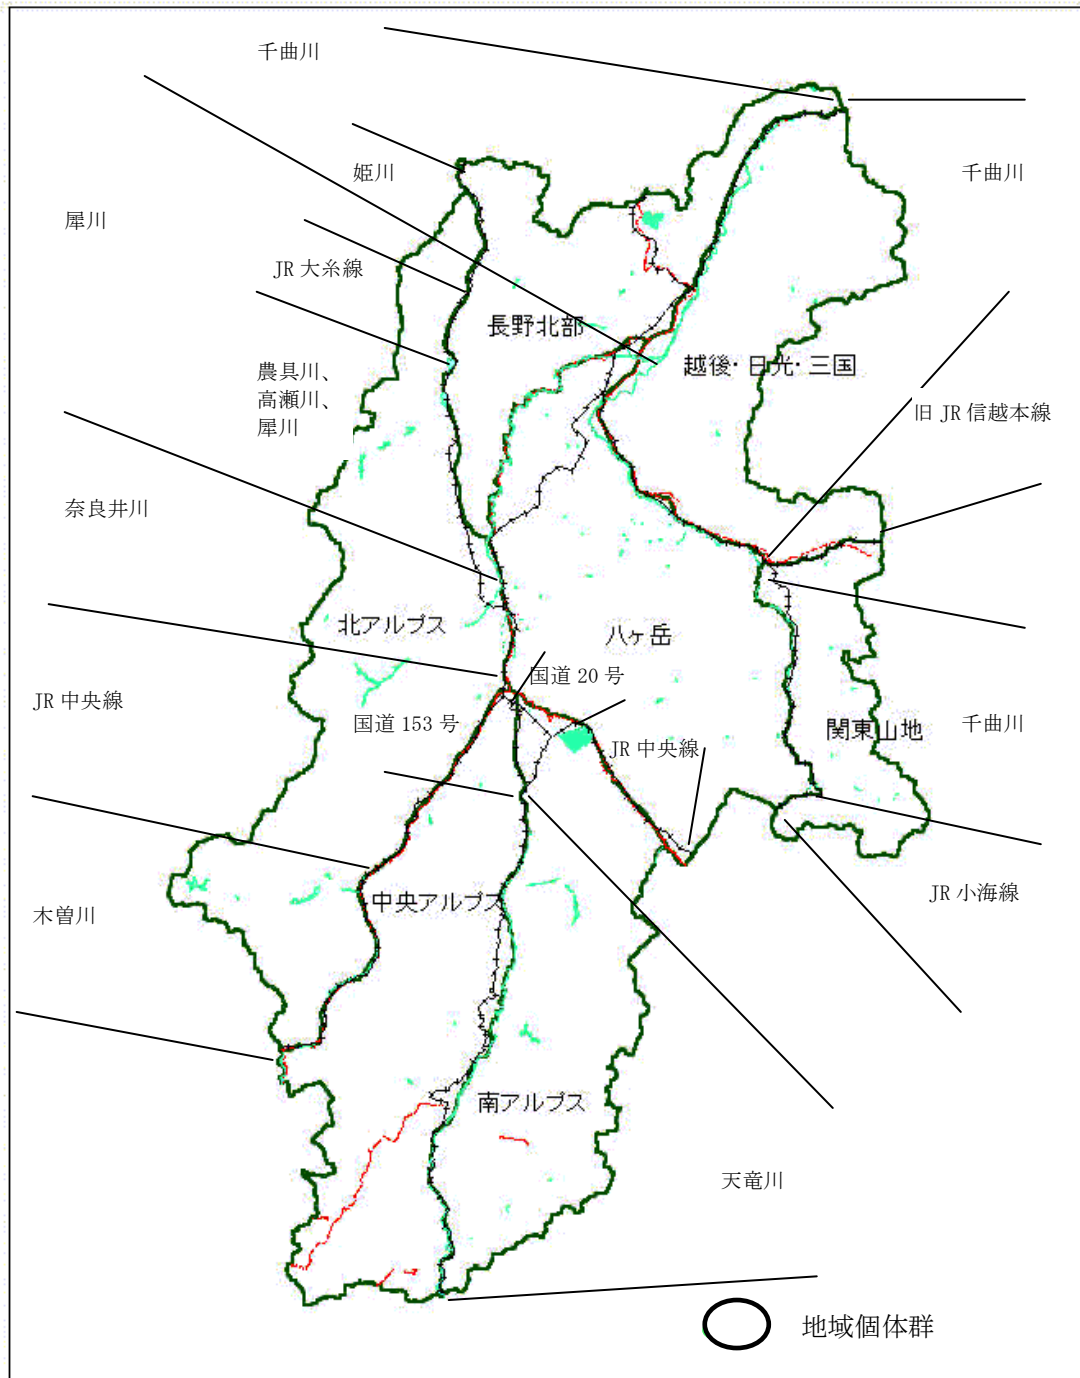 千曲川
姫川
千曲川
犀川
JR 大糸線
長野北部
越後・日光・三国
農具川、
高瀬川、
犀川
旧 JR 信越本線
奈良井川
北アルプス
八ヶ岳
国道 20 号
JR 中央線
国道 153 号
関東山地
千曲川
JR 中央線
中央アルプス
JR 小海線
木曽川
南アルプス
天竜川
地域個体群